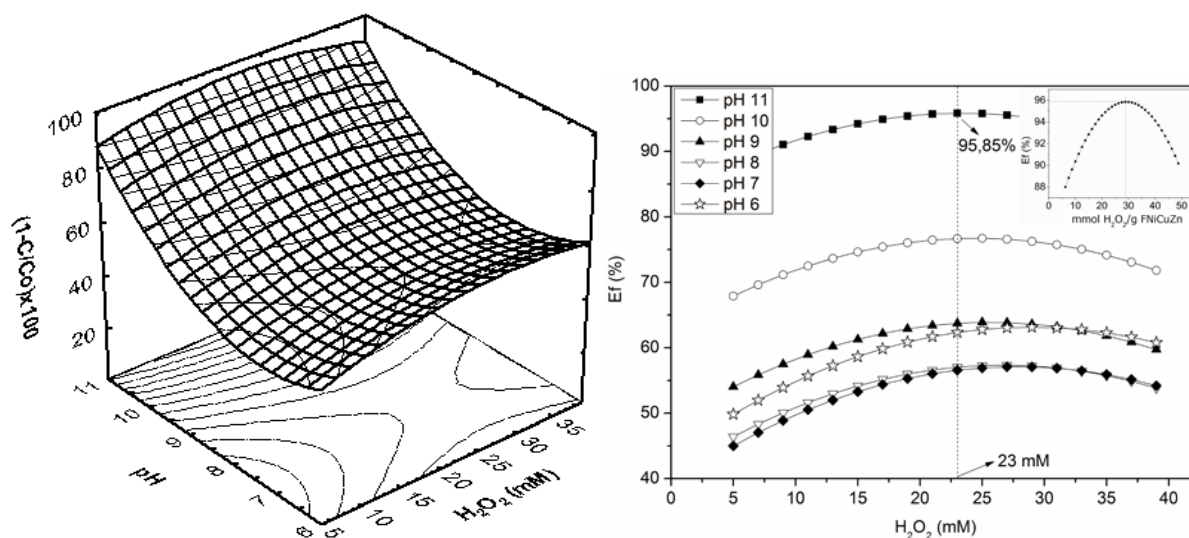 100
80
60
40
20
(1-C/Co)x100
11
10
9
8
7
6
pH
5
10
15
20
25
30
35
H₂O₂ (mM)
100
90
80
70
60
50
40
Ef (%)
pH 11
pH 10
pH 9
pH 8
pH 7
pH 6
95,85%
23 mM
0
5
10
15
20
25
30
35
40
H₂O₂ (mM)
96
94
92
90
88
Ef (%)
0 10 20 30 40 50
mmol H₂O₂/g FNiCuZn